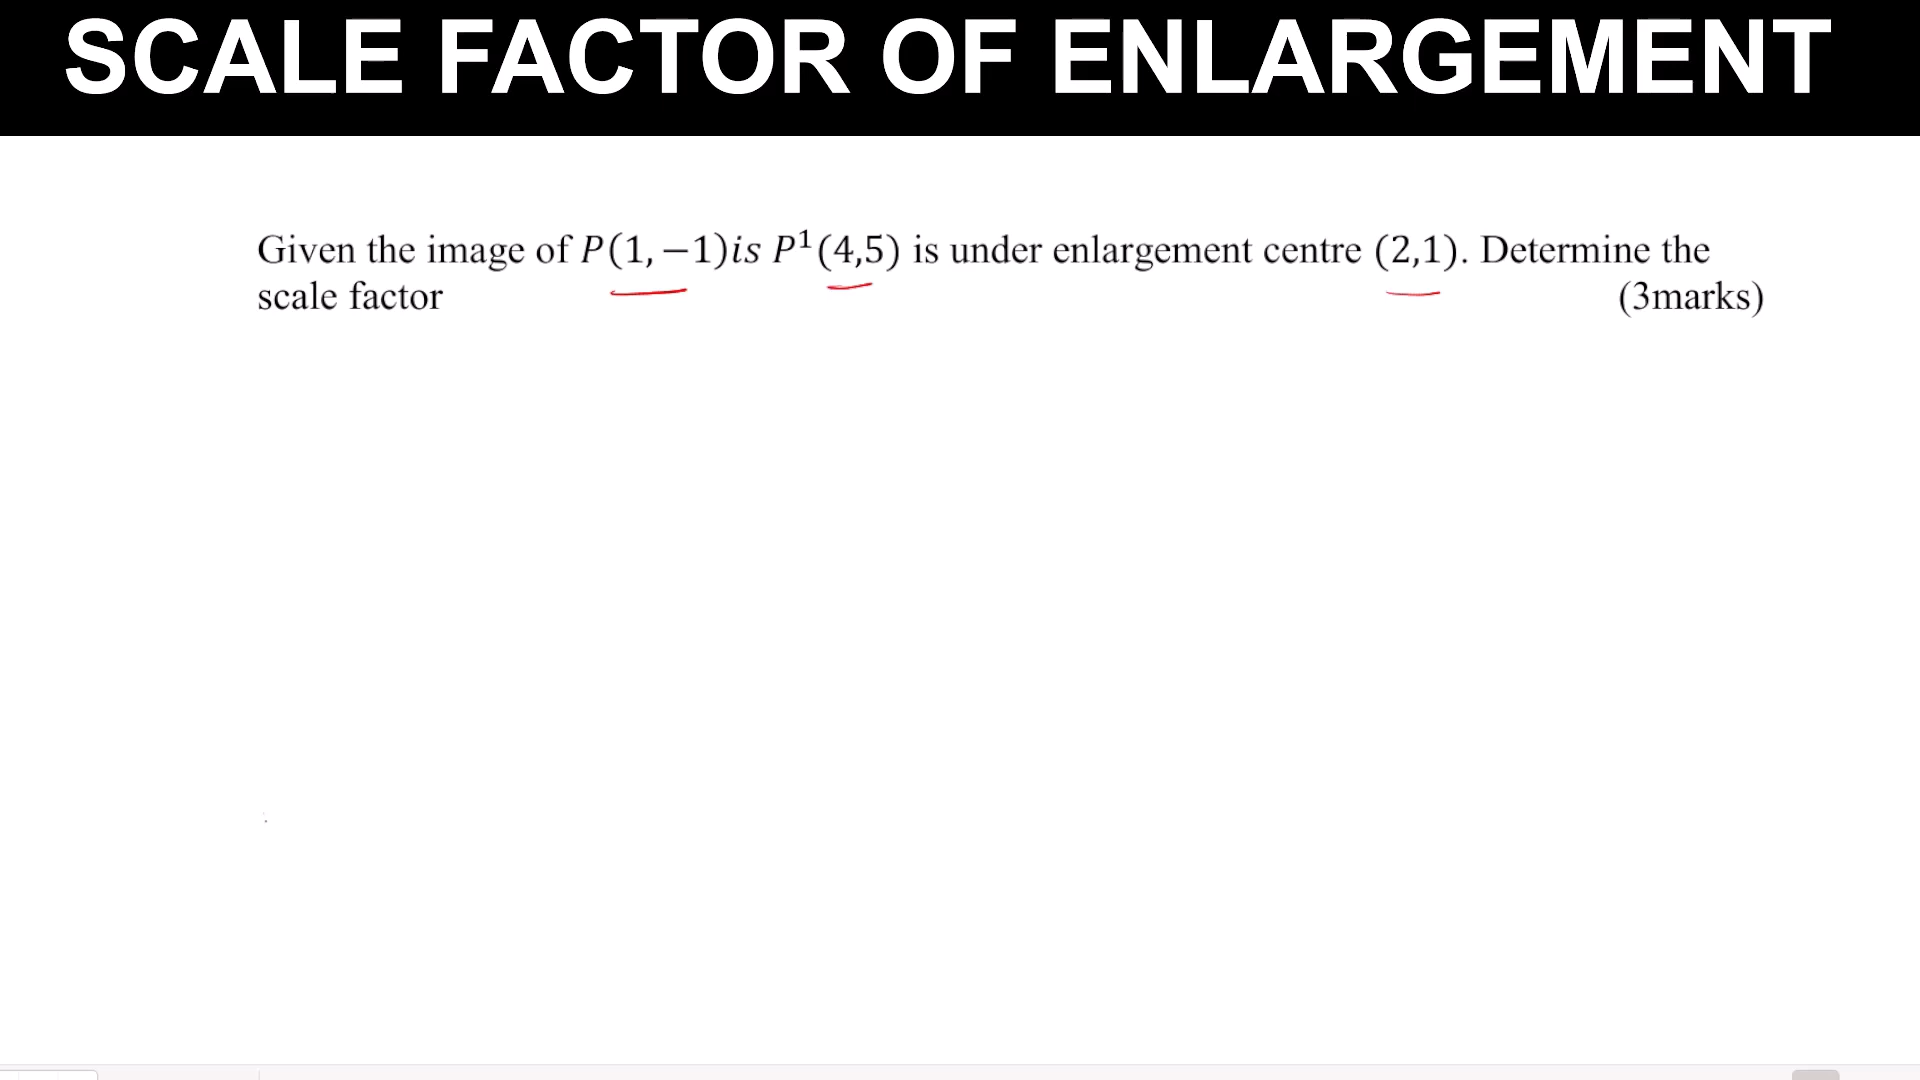 SCALE FACTOR OF ENLARGEMENT
Given the image of P(1, −1)is P¹(4,5) is under enlargement centre (2,1). Determine the
scale factor (3marks)